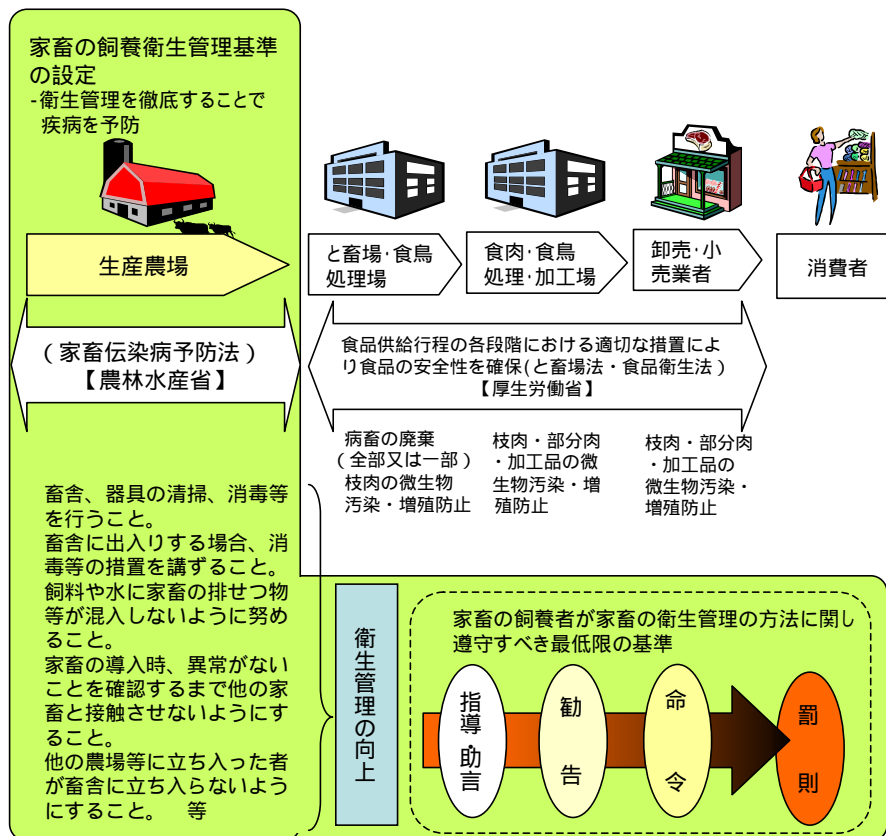 家畜の飼養衛生管理基準
の設定
-衛生管理を徹底することで
疾病を予防
生産農場
と畜場・食鳥
処理場
食肉・食鳥
処理・加工場
卸売・小
売業者
消費者
（家畜伝染病予防法）
【農林水産省】
食品供給行程の各段階における適切な措置によ
り食品の安全性を確保(と畜場法・食品衛生法）
【厚生労働省】
病畜の廃棄
（全部又は一部）
枝肉の微生物
汚染・増殖防止
枝肉・部分肉
・加工品の微
生物汚染・増
殖防止
枝肉・部分肉
・加工品の
微生物汚染・
増殖防止
畜舎、器具の清掃、消毒等
を行うこと。
畜舎に出入りする場合、消
毒等の措置を講ずること。
飼料や水に家畜の排せつ物
等が混入しないように努め
ること。
家畜の導入時、異常がない
ことを確認するまで他の家
畜と接触させないようにす
ること。
他の農場等に立ち入った者
が畜舎に立ち入らないよう
にすること。　等
衛生管理の向上
家畜の飼養者が家畜の衛生管理の方法に関し
遵守すべき最低限の基準
指導・助言
勧告
命令
罰則